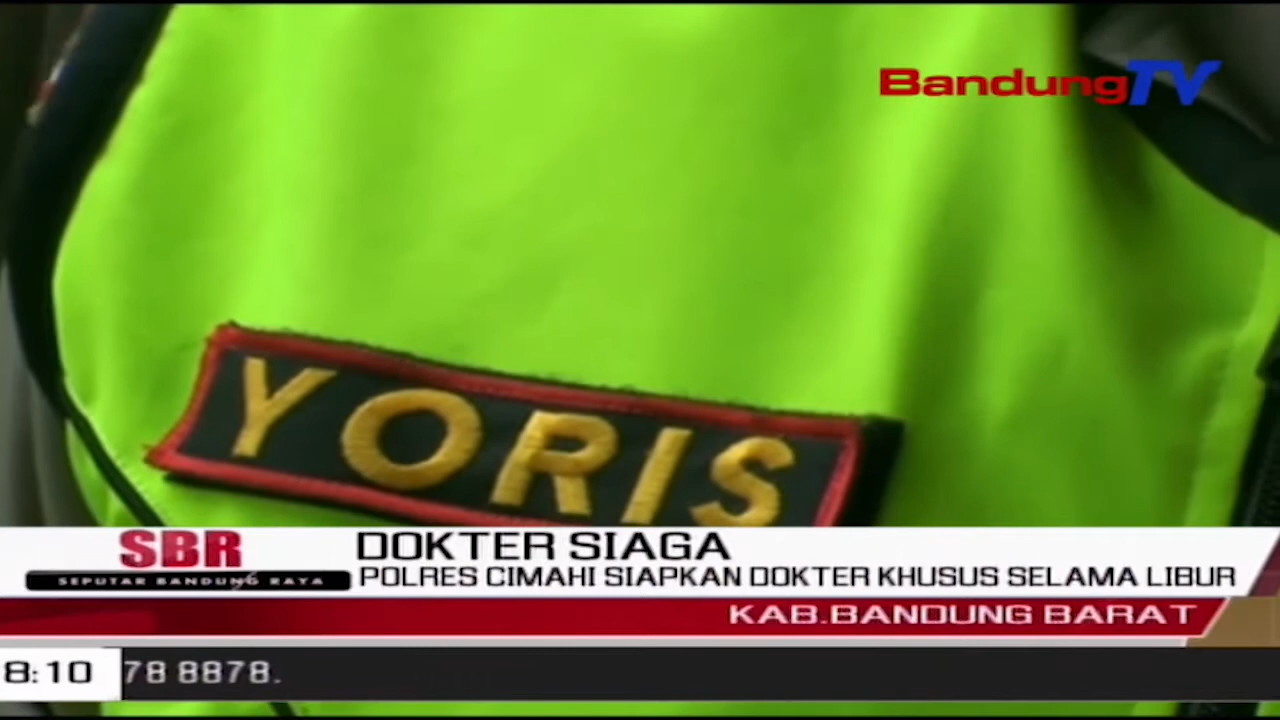 BandungTV
YORIS
SBR
SEPUTAR BANDUNG RAYA
DOKTER SIAGA
POLRES CIMAHI SIAPKAN DOKTER KHUSUS SELAMA LIBUR
KAB.BANDUNG BARAT
8:10
78 8878.